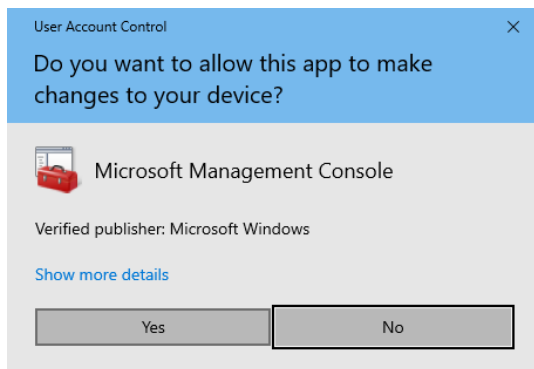 User Account Control
Do you want to allow this app to make
changes to your device?
Microsoft Management Console
Verified publisher: Microsoft Windows
Show more details
Yes
No